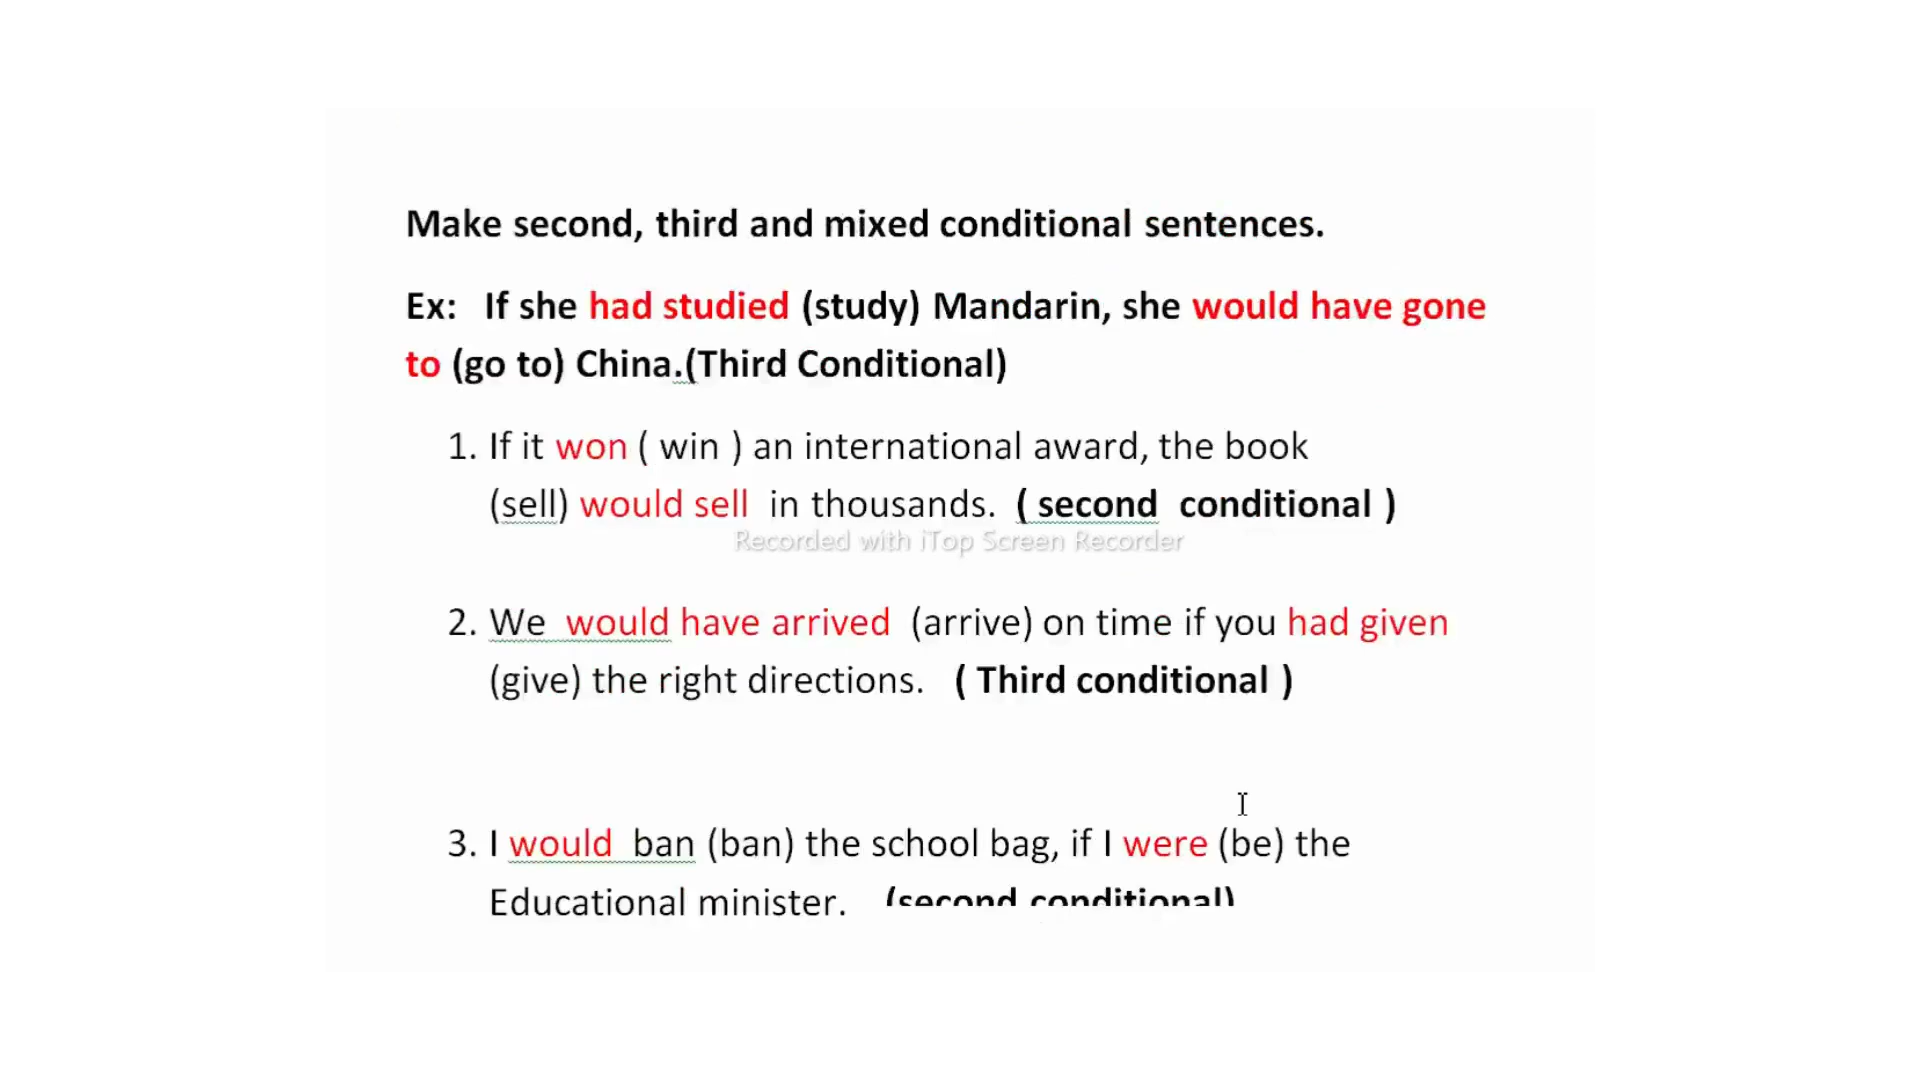 Make second, third and mixed conditional sentences.
Ex: If she had studied (study) Mandarin, she would have gone
to (go to) China.(Third Conditional)
1. If it won ( win ) an international award, the book
(sell) would sell in thousands. ( second conditional )
Recorded with iTop Screen Recorder
2. We would have arrived (arrive) on time if you had given
(give) the right directions. ( Third conditional )
3. I would ban (ban) the school bag, if I were (be) the
Educational minister. (second conditional)